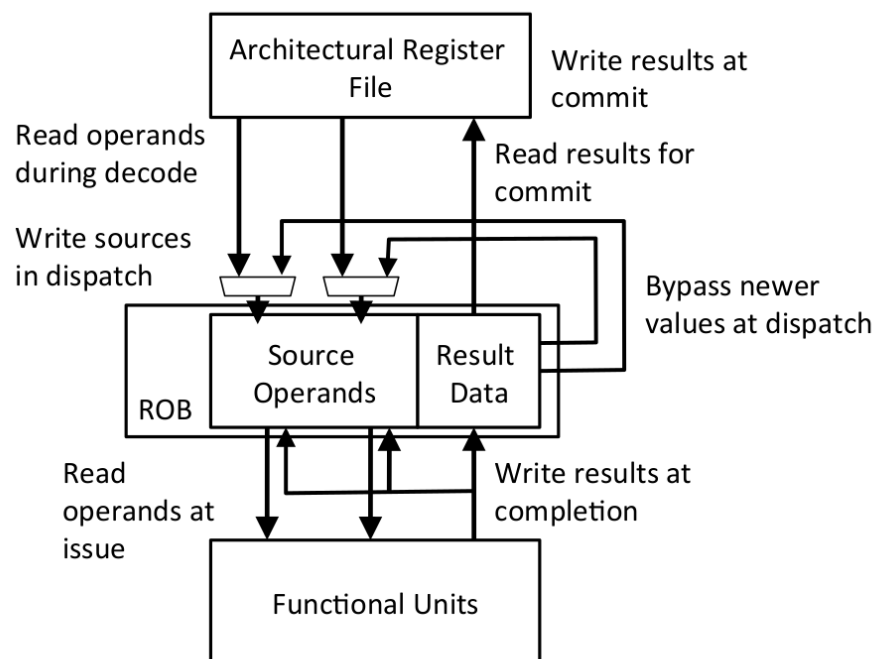 Architectural Register
File
Write results at
commit
Read operands
during decode
Read results for
commit
Write sources
in dispatch
Bypass newer
values at dispatch
Source
Operands
Result
Data
ROB
Read
operands at
issue
Write results at
completion
Functional Units